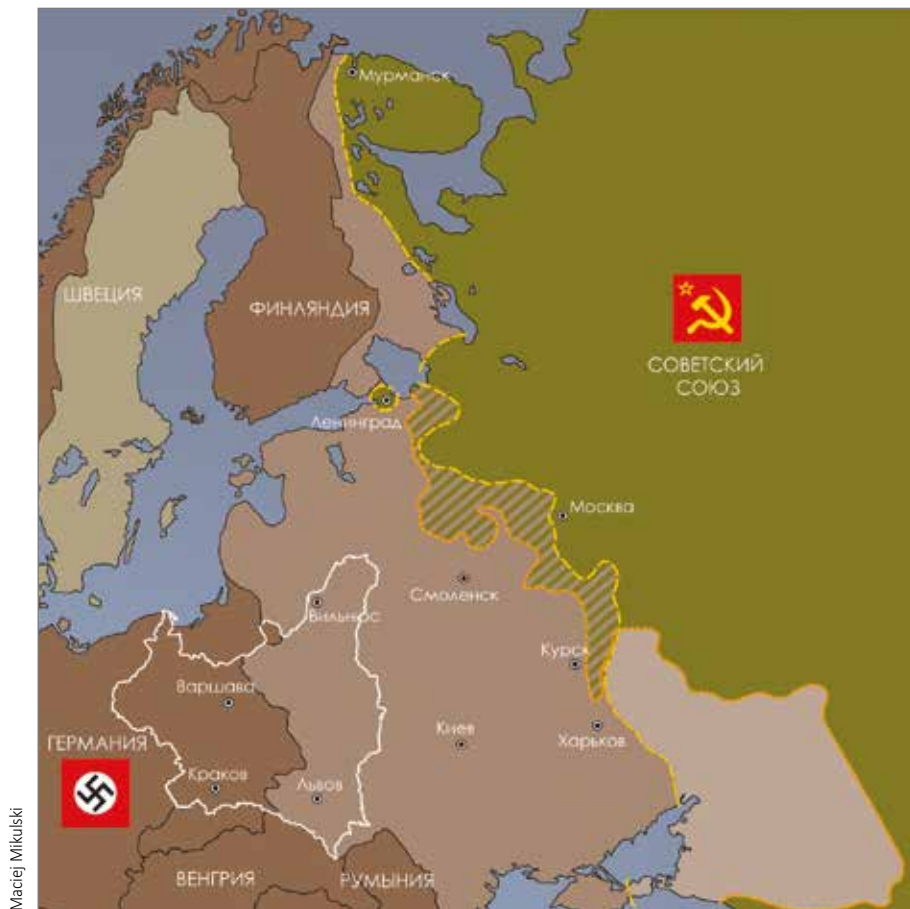 Мурманск
ШВЕЦИЯ
ФИНЛЯНДИЯ
СОВЕТСКИЙ
СОЮЗ
Ленинград
Москва
Смоленск
Вильнюс
Курск
Варшава
Киев
Харьков
ГЕРМАНИЯ
Краков
Львов
ВЕНГРИЯ
РУМЫНИЯ
Maciej Mikulski